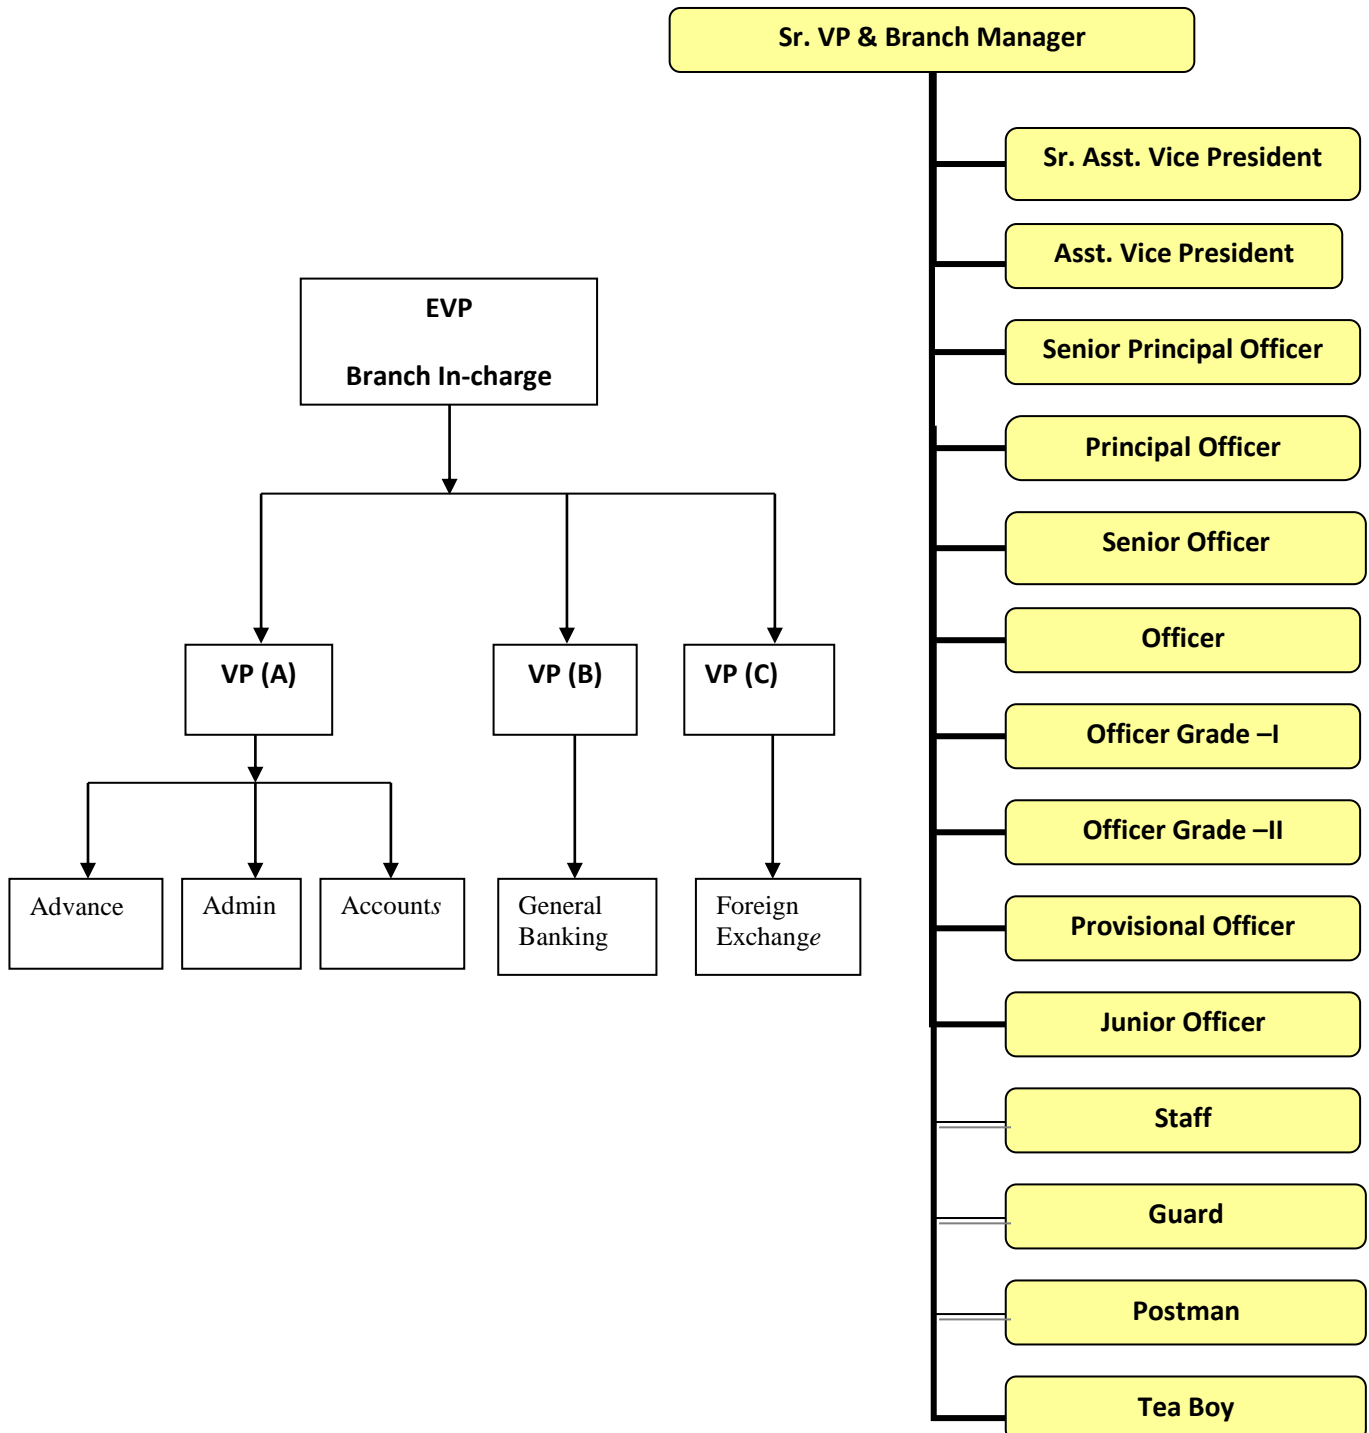 Sr. VP & Branch Manager
Sr. Asst. Vice President
Asst. Vice President
Senior Principal Officer
Principal Officer
Senior Officer
Officer
Officer Grade –I
Officer Grade –II
Provisional Officer
Junior Officer
Staff
Guard
Postman
Tea Boy
EVP
Branch In-charge
VP (A)
VP (B)
VP (C)
Advance
Admin
Accounts
General
Banking
Foreign
Exchange